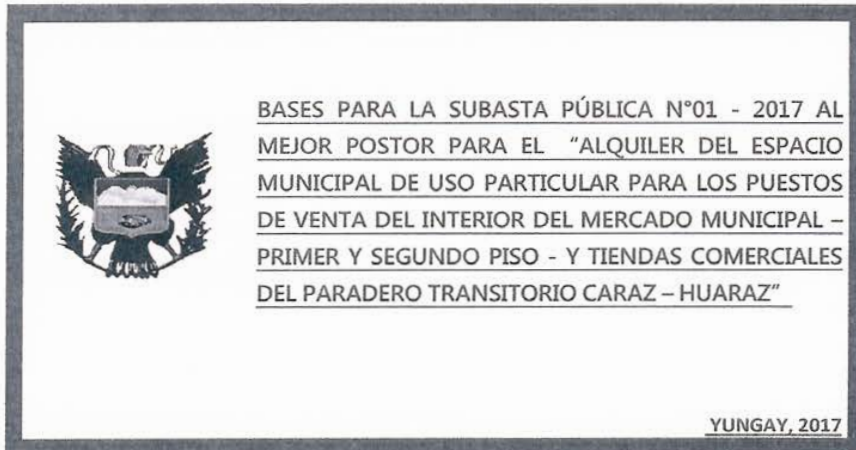 BASES PARA LA SUBASTA PÚBLICA N°01 - 2017 AL
MEJOR POSTOR PARA EL "ALQUILER DEL ESPACIO
MUNICIPAL DE USO PARTICULAR PARA LOS PUESTOS
DE VENTA DEL INTERIOR DEL MERCADO MUNICIPAL –
PRIMER Y SEGUNDO PISO - Y TIENDAS COMERCIALES
DEL PARADERO TRANSITORIO CARAZ – HUARAZ"
YUNGAY, 2017